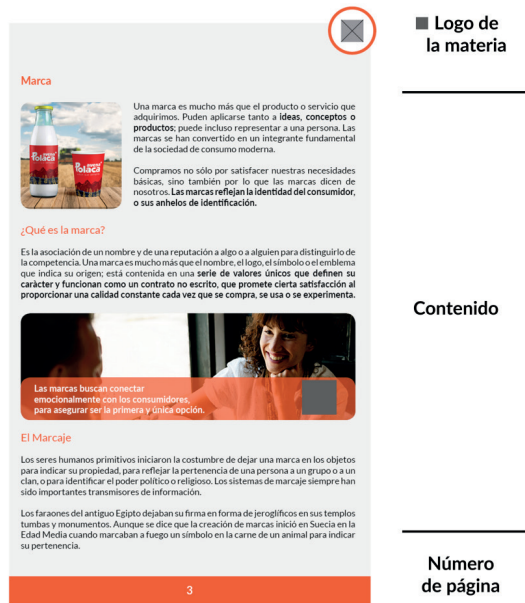 Logo de
la materia
Marca
Una marca es mucho más que el producto o servicio que
adquirimos. Puden aplicarse tanto a ideas, conceptos o
productos; puede incluso representar a una persona. Las
marcas se han convertido en un integrante fundamental
de la sociedad de consumo moderna.
Compramos no sólo por satisfacer nuestras necesidades
básicas, sino también por lo que las marcas dicen de
nosotros. Las marcas reflejan la identidad del consumidor,
o sus anhelos de identificación.
Polaca
Polaca
¿Qué es la marca?
Es la asociación de un nombre y de una reputación a algo o a alguien para distinguirlo de
la competencia. Una marca es mucho más que el nombre, el logo, el símbolo o el emblema
que indica su origen; está contenida en una serie de valores únicos que definen su
carácter y funcionan como un contrato no escrito, que promete cierta satisfacción al
proporcionar una calidad constante cada vez que se compra, se usa o se experimenta.
Contenido
Las marcas buscan conectar
emocionalmente con los consumidores,
para asegurar ser la primera y única opción.
El Marcaje
Los seres humanos primitivos iniciaron la costumbre de dejar una marca en los objetos
para indicar su propiedad, para reflejar la pertenencia de una persona a un grupo o a un
clan, o para identificar el poder político o religioso. Los sistemas de marcaje siempre han
sido importantes transmisores de información.
Los faraones del antiguo Egipto dejaban su firma en forma de jeroglíficos en sus templos
tumbas y monumentos. Aunque se dice que la creación de marcas inició en Suecia en la
Edad Media cuando marcaban a fuego un símbolo en la carne de un animal para indicar
su pertenencia.
3
Número
de página